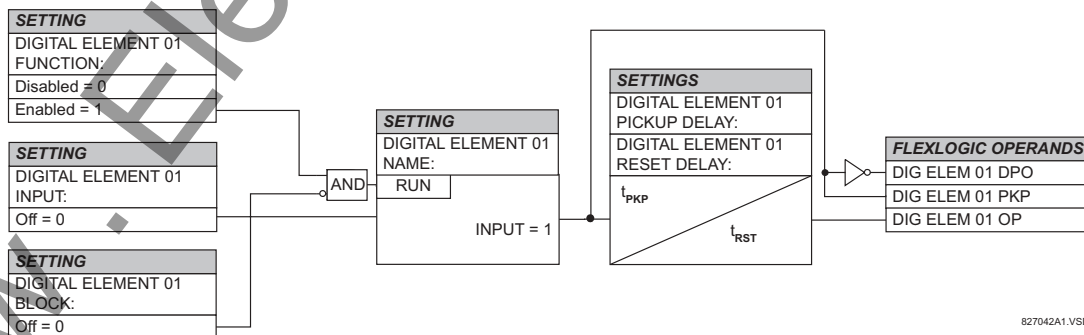 SETTING
DIGITAL ELEMENT 01
FUNCTION:
Disabled = 0
Enabled = 1
SETTING
DIGITAL ELEMENT 01
INPUT:
Off = 0
SETTING
DIGITAL ELEMENT 01
BLOCK:
Off = 0
AND
SETTING
DIGITAL ELEMENT 01
NAME:
RUN
INPUT = 1
SETTINGS
DIGITAL ELEMENT 01
PICKUP DELAY:
DIGITAL ELEMENT 01
RESET DELAY:
tPKP
tRST
FLEXLOGIC OPERANDS
DIG ELEM 01 DPO
DIG ELEM 01 PKP
DIG ELEM 01 OP
827042A1.VSD
w . Ele